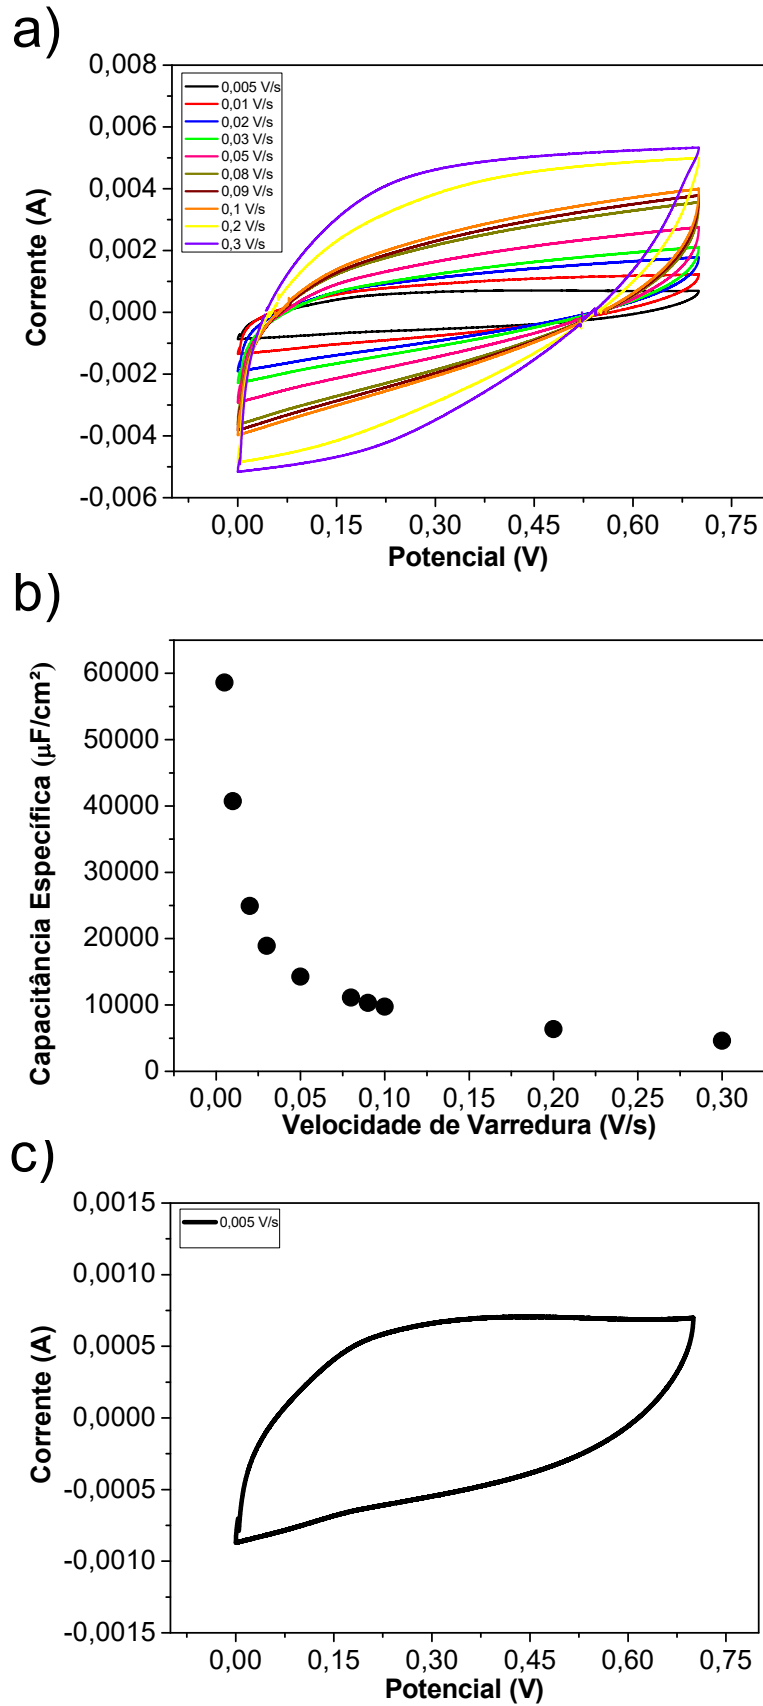 a)
0,008
0,006
0,004
0,002
0,000
-0,002
-0,004
-0,006
Corrente (A)
0,005 V/s
0,01 V/s
0,02 V/s
0,03 V/s
0,05 V/s
0,08 V/s
0,09 V/s
0,1 V/s
0,2 V/s
0,3 V/s
0,00 0,15 0,30 0,45 0,60 0,75
Potencial (V)
b)
60000
50000
40000
30000
20000
10000
0
Capacitância Específica (µF/cm²)
0,00 0,05 0,10 0,15 0,20 0,25 0,30
Velocidade de Varredura (V/s)
c)
0,0015
0,0010
0,0005
0,0000
-0,0005
-0,0010
-0,0015
Corrente (A)
0,005 V/s
0,00 0,15 0,30 0,45 0,60 0,75
Potencial (V)